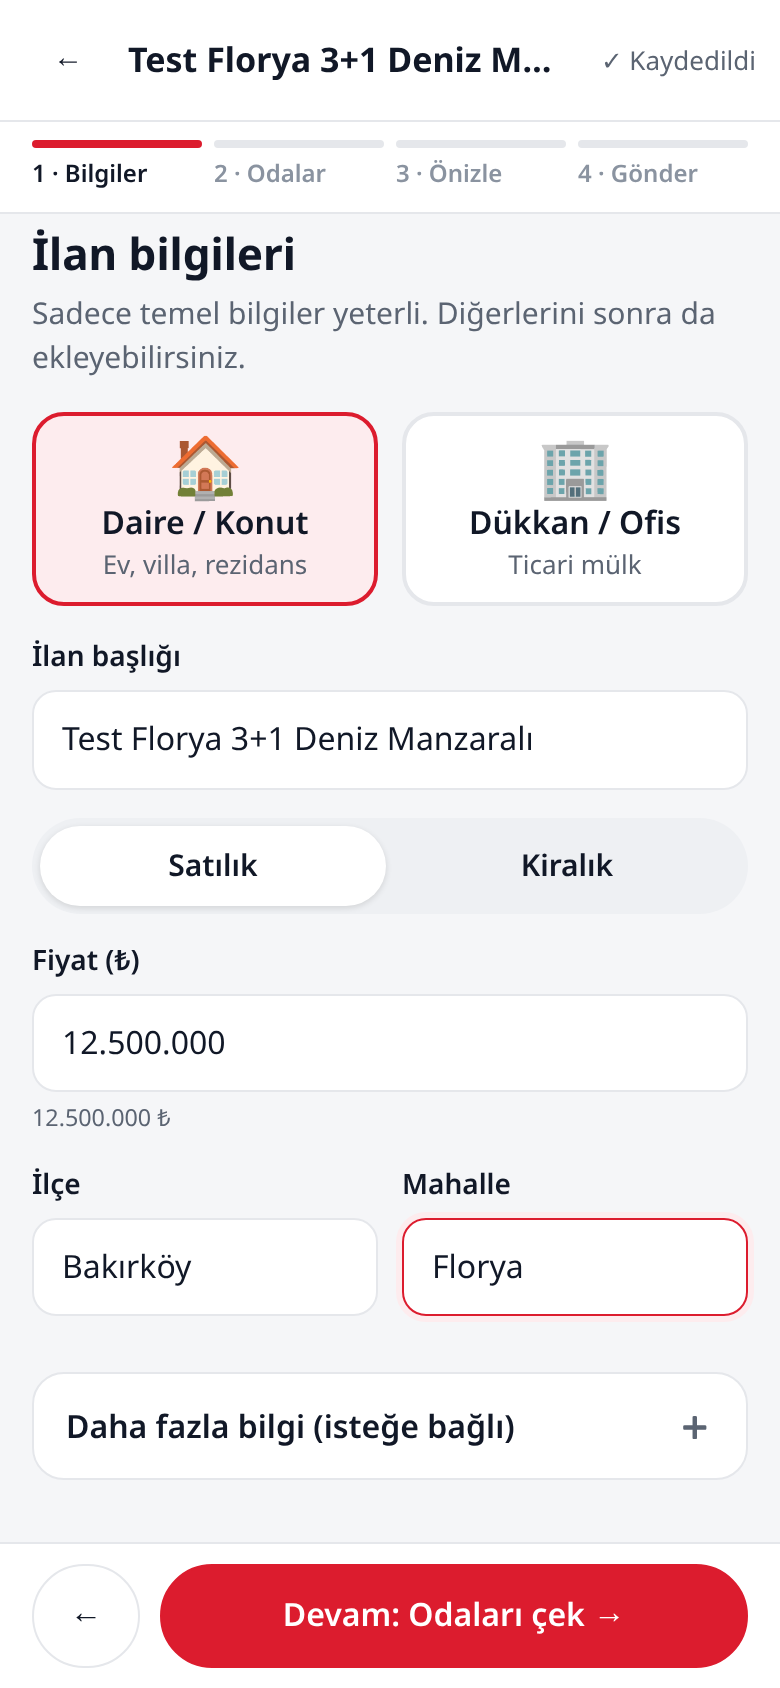 ← Test Florya 3+1 Deniz M... ✓ Kaydedildi
1 · Bilgiler 2 · Odalar 3 · Önizle 4 · Gönder
İlan bilgileri
Sadece temel bilgiler yeterli. Diğerlerini sonra da
ekleyebilirsiniz.
Daire / Konut
Ev, villa, rezidans
Dükkan / Ofis
Ticari mülk
İlan başlığı
Test Florya 3+1 Deniz Manzaralı
Satılık Kiralık
Fiyat (₺)
12.500.000
12.500.000 ₺
İlçe Mahalle
Bakırköy Florya
Daha fazla bilgi (isteğe bağlı) +
← Devam: Odaları çek →